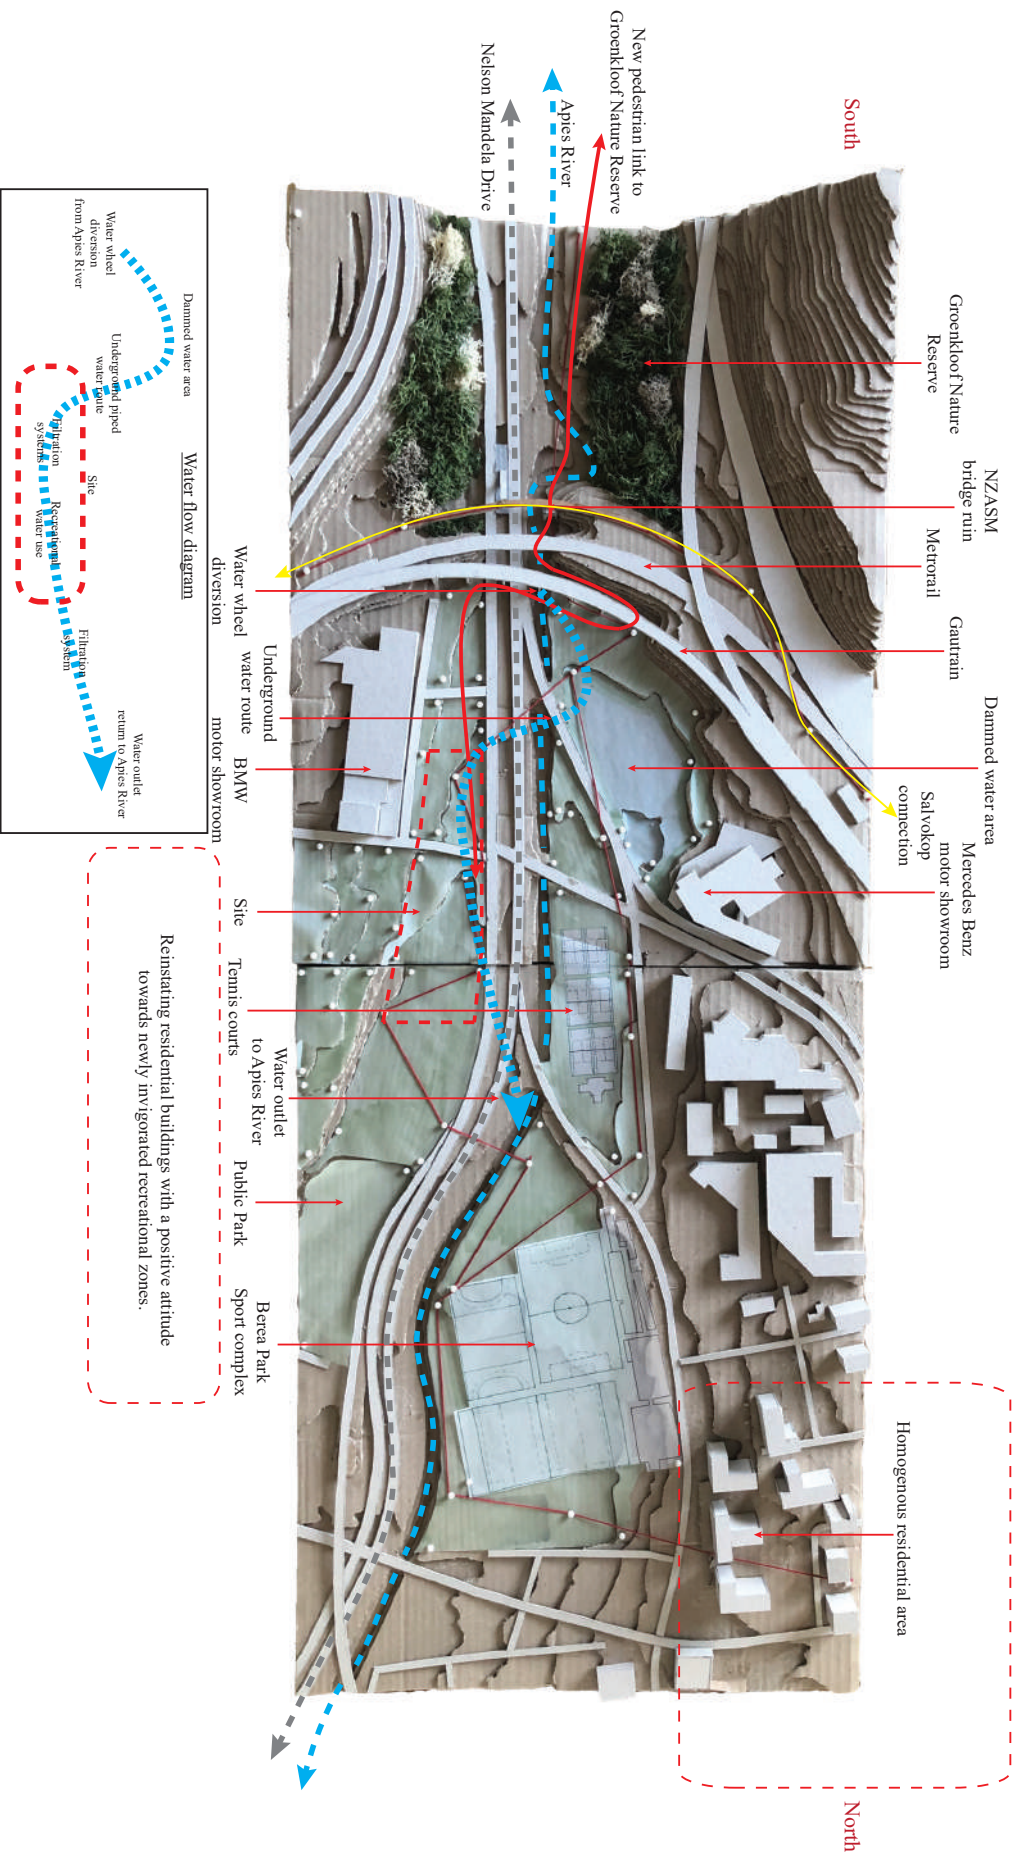 South
North
New pedestrian link to
Groenkloof Nature Reserve
Apies River
Nelson Mandela Drive
Groenkloof Nature
Reserve
NZASM
bridge ruin
Metrorail
Gautrain
Dammed water area
Salvokop
connection
Mercedes Benz
motor showroom
Homogenous residential area
Water wheel
diversion
Underground
water route
BMW
motor showroom
Site
Tennis courts
Water outlet
to Apies River
Public Park
Berea Park
Sport complex
Water flow diagram
Water wheel
diversion
from Apies River
Dammed water area
Underground piped
water route
Site
Filtration
systems
Recreational
water use
Filtration
system
Water outlet
return to Apies River
Reinstating residential buildings with a positive attitude
towards newly invigorated recreational zones.